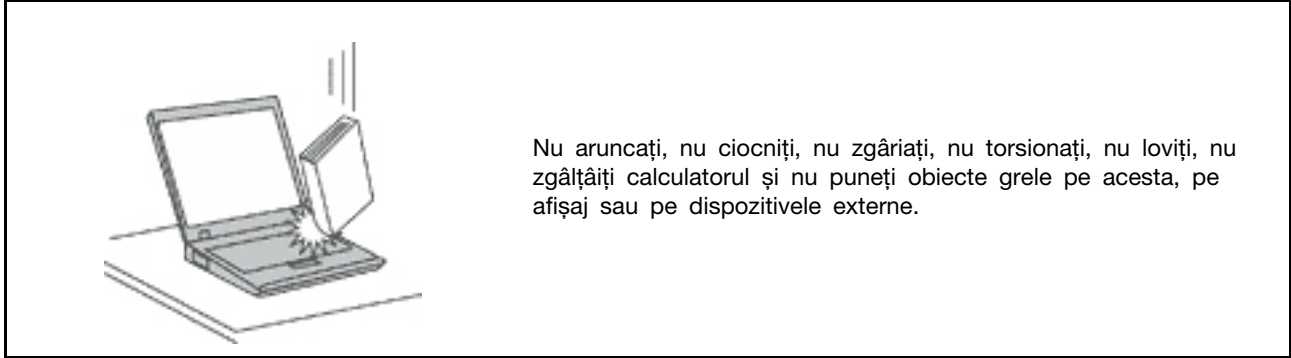 Nu aruncați, nu ciocniți, nu zgâriați, nu torsionați, nu loviți, nu
zgâlțâiți calculatorul și nu puneți obiecte grele pe acesta, pe
afișaj sau pe dispozitivele externe.